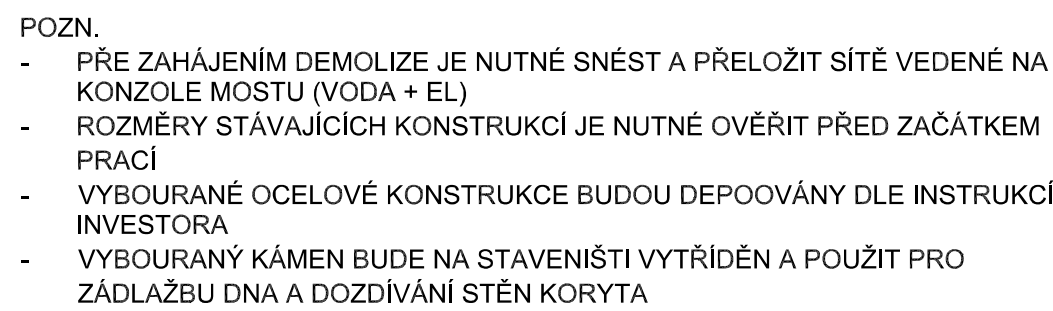 POZN.
- PŘE ZAHÁJENÍM DEMOLIZE JE NUTNÉ SNÉST A PŘELOŽIT SÍTĚ VEDENÉ NA
KONZOLE MOSTU (VODA + EL)
- ROZMĚRY STÁVAJÍCÍCH KONSTRUKCÍ JE NUTNÉ OVĚŘIT PŘED ZAČÁTKEM
PRACÍ
- VYBOURANÉ OCELOVÉ KONSTRUKCE BUDOU DEPOOVÁNY DLE INSTRUKCÍ
INVESTORA
- VYBOURANÝ KÁMEN BUDE NA STAVENIŠTI VYTŘÍDĚN A POUŽIT PRO
ZÁDLAŽBU DNA A DOZDÍVÁNÍ STĚN KORYTA